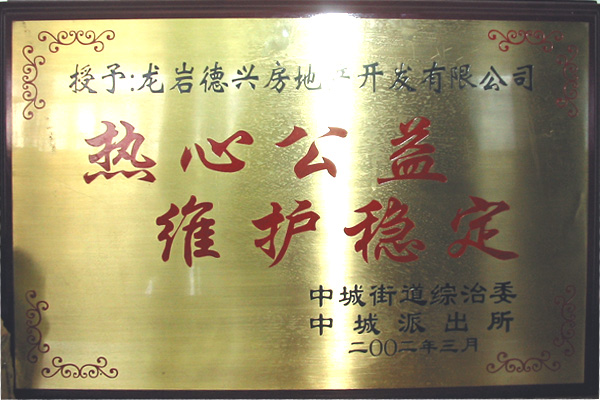 授予:龙岩德兴房地产开发有限公司
热心公益
维护稳定
中城街道综治委
中城派出所
二〇〇二年三月